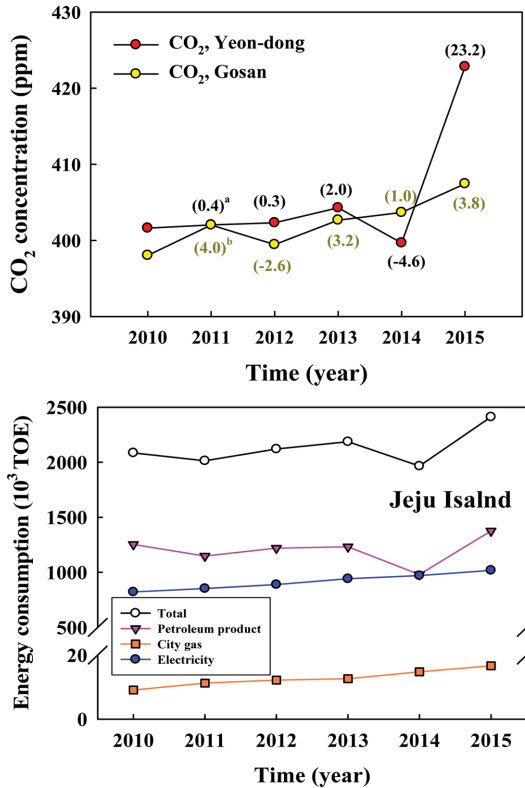 430
420
410
400
390
CO2 concentration (ppm)
CO2, Yeon-dong
CO2, Gosan
(23.2)
(0.4)a
(0.3)
(2.0)
(1.0)
(3.8)
(4.0)b
(-2.6)
(3.2)
(-4.6)
2010 2011 2012 2013 2014 2015
Time (year)
2500
2000
1500
1000
500
20
0
Energy consumption (10³ TOE)
Jeju Isalnd
Total
Petroleum product
City gas
Electricity
2010 2011 2012 2013 2014 2015
Time (year)